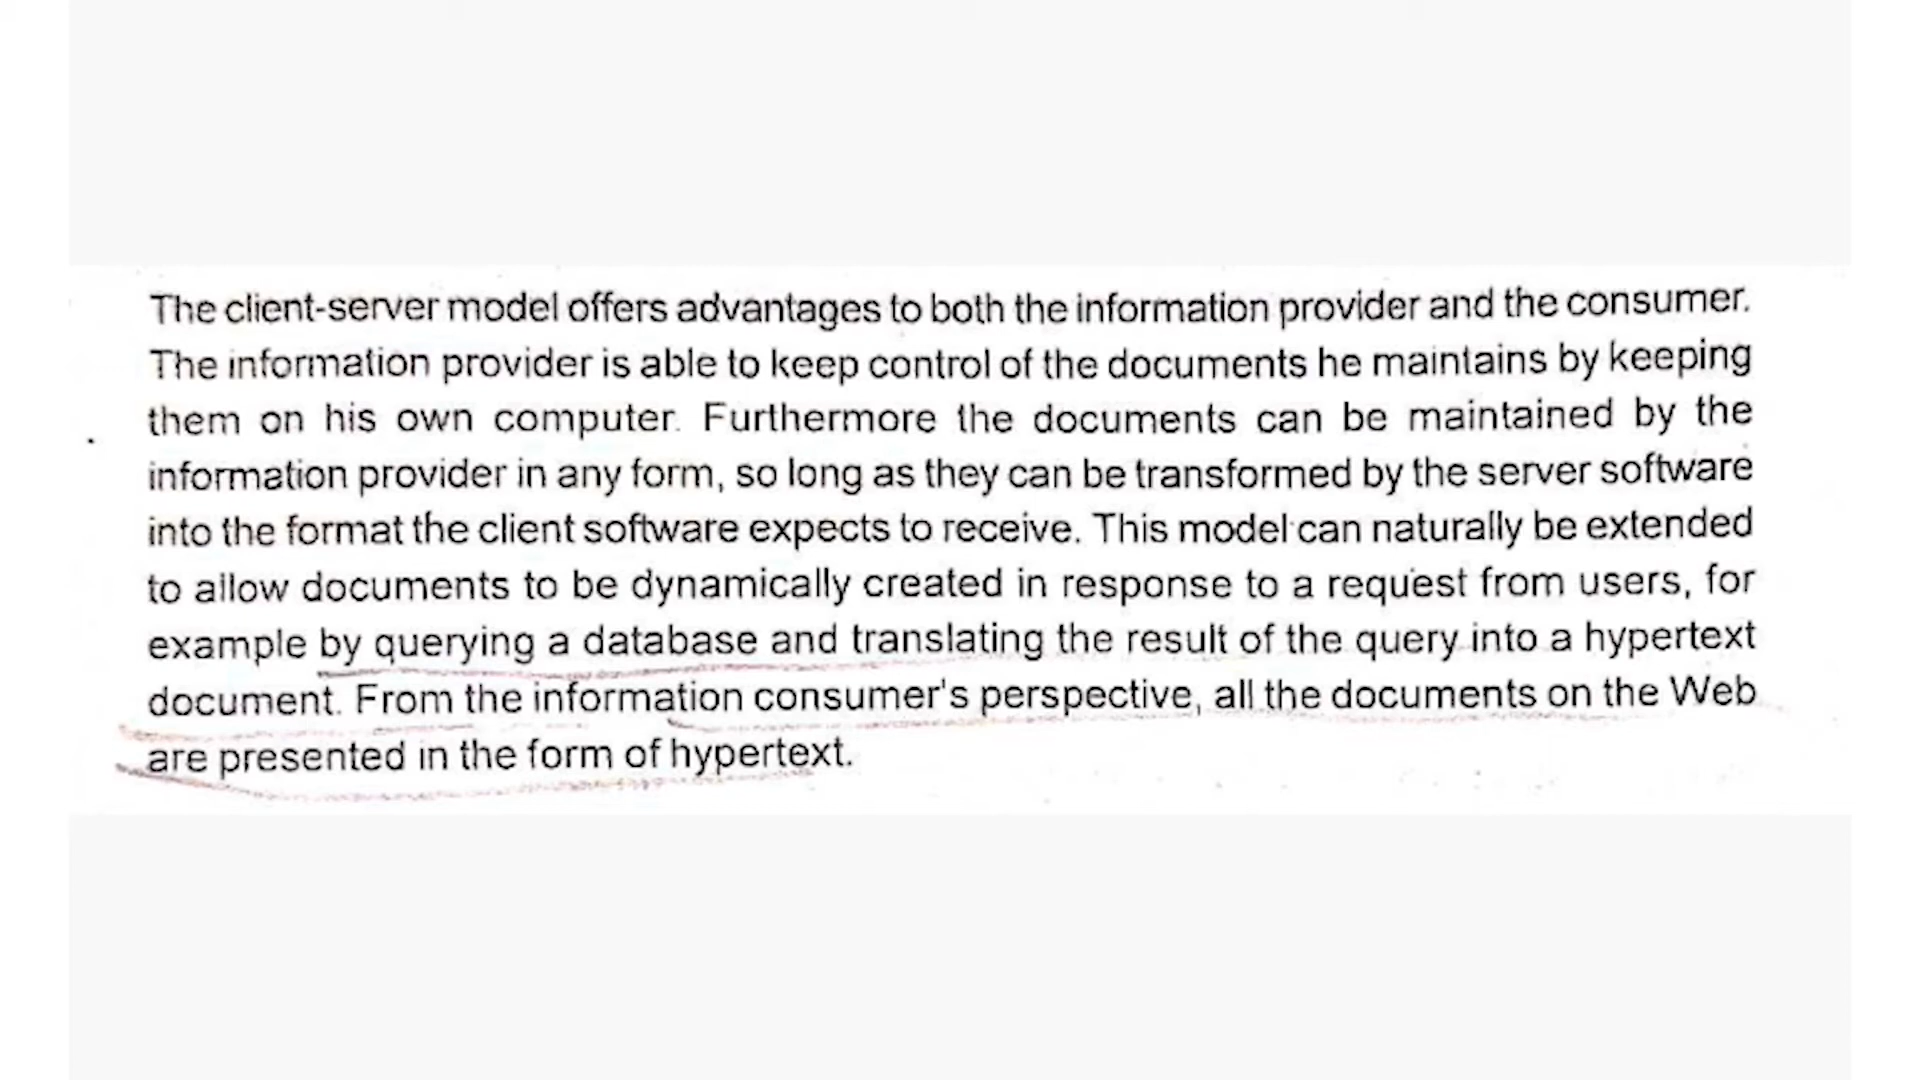 The client-server model offers advantages to both the information provider and the consumer.
The information provider is able to keep control of the documents he maintains by keeping
them on his own computer. Furthermore the documents can be maintained by the
information provider in any form, so long as they can be transformed by the server software
into the format the client software expects to receive. This model can naturally be extended
to allow documents to be dynamically created in response to a request from users, for
example by querying a database and translating the result of the query into a hypertext
document. From the information consumer's perspective, all the documents on the Web
are presented in the form of hypertext.